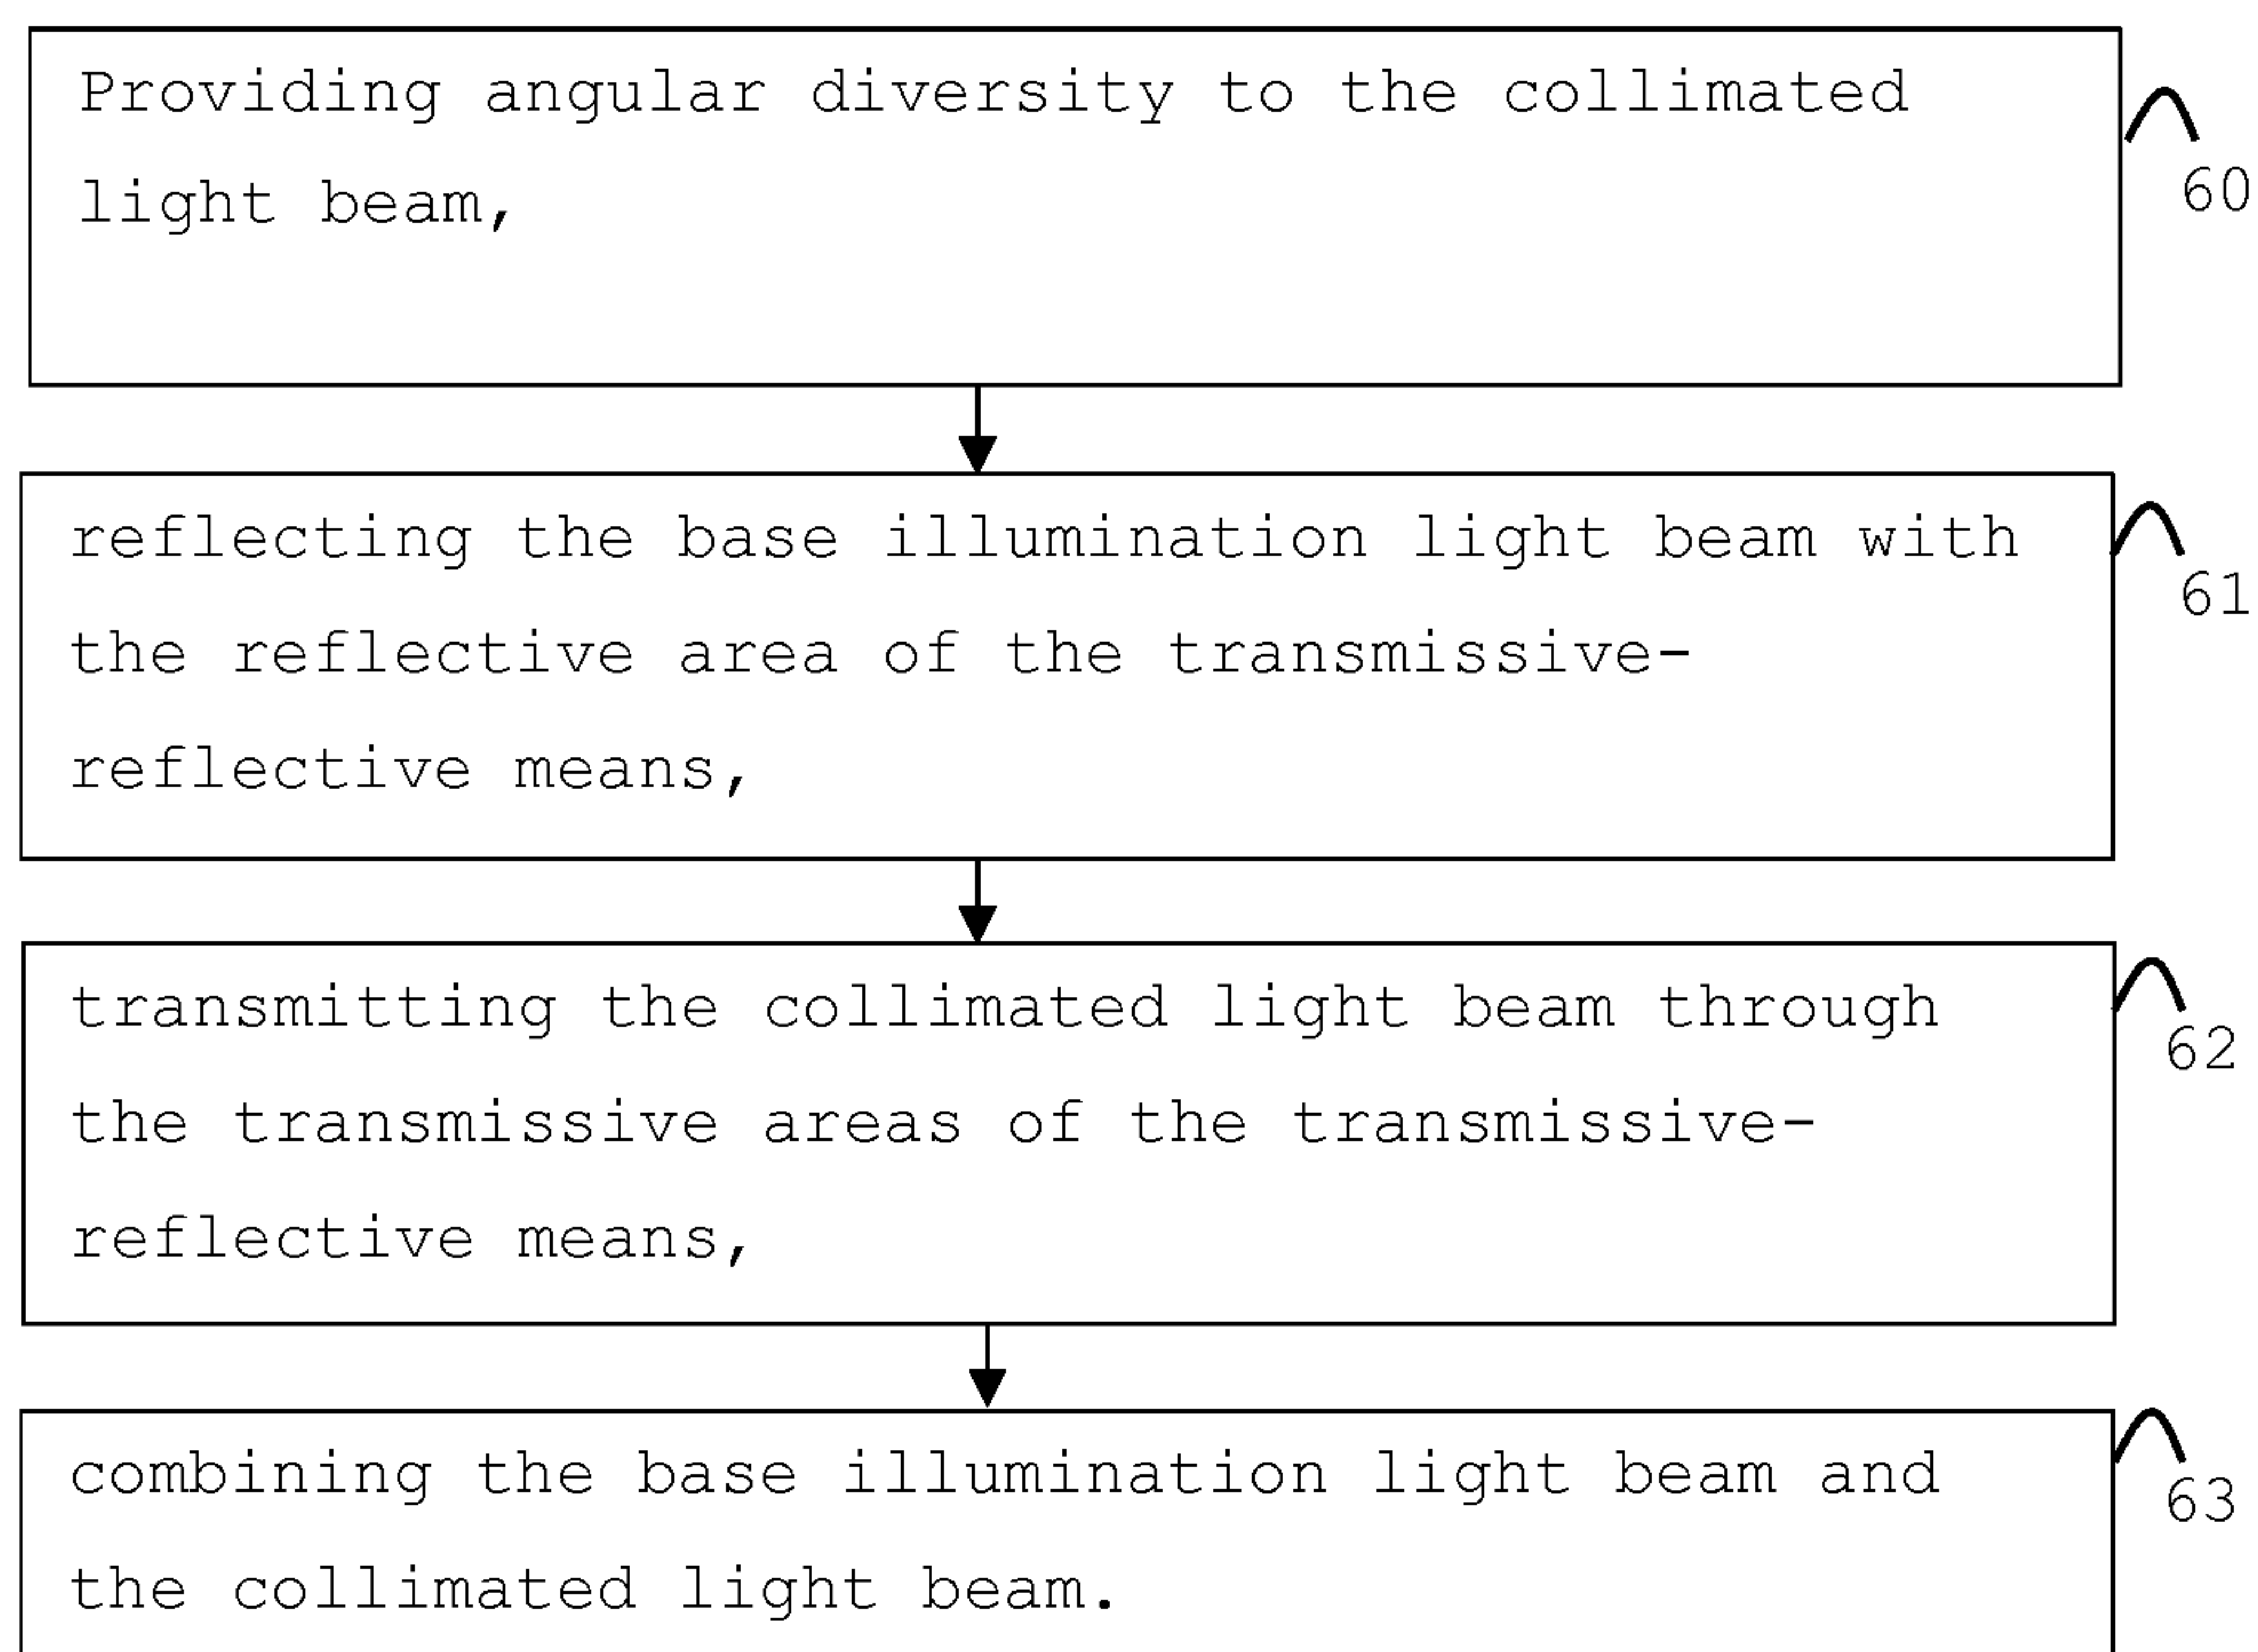 Providing angular diversity to the collimated
light beam,
60
reflecting the base illumination light beam with
the reflective area of the transmissive-
reflective means,
61
transmitting the collimated light beam through
the transmissive areas of the transmissive-
reflective means,
62
combining the base illumination light beam and
the collimated light beam.
63